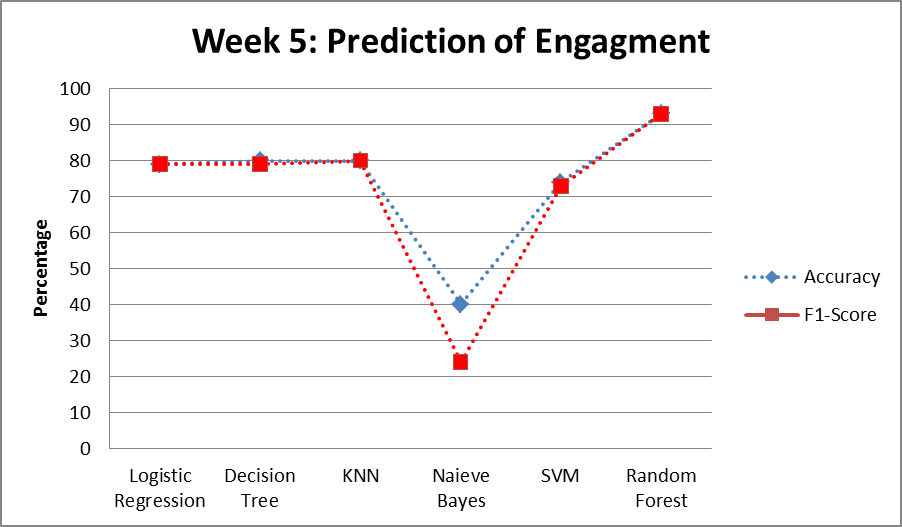 Week 5: Prediction of Engagment
100
90
80
70
60
50
40
30
20
10
0
Percentage
Logistic
Regression
Decision
Tree
KNN
Naieve
Bayes
SVM
Random
Forest
Accuracy
F1-Score